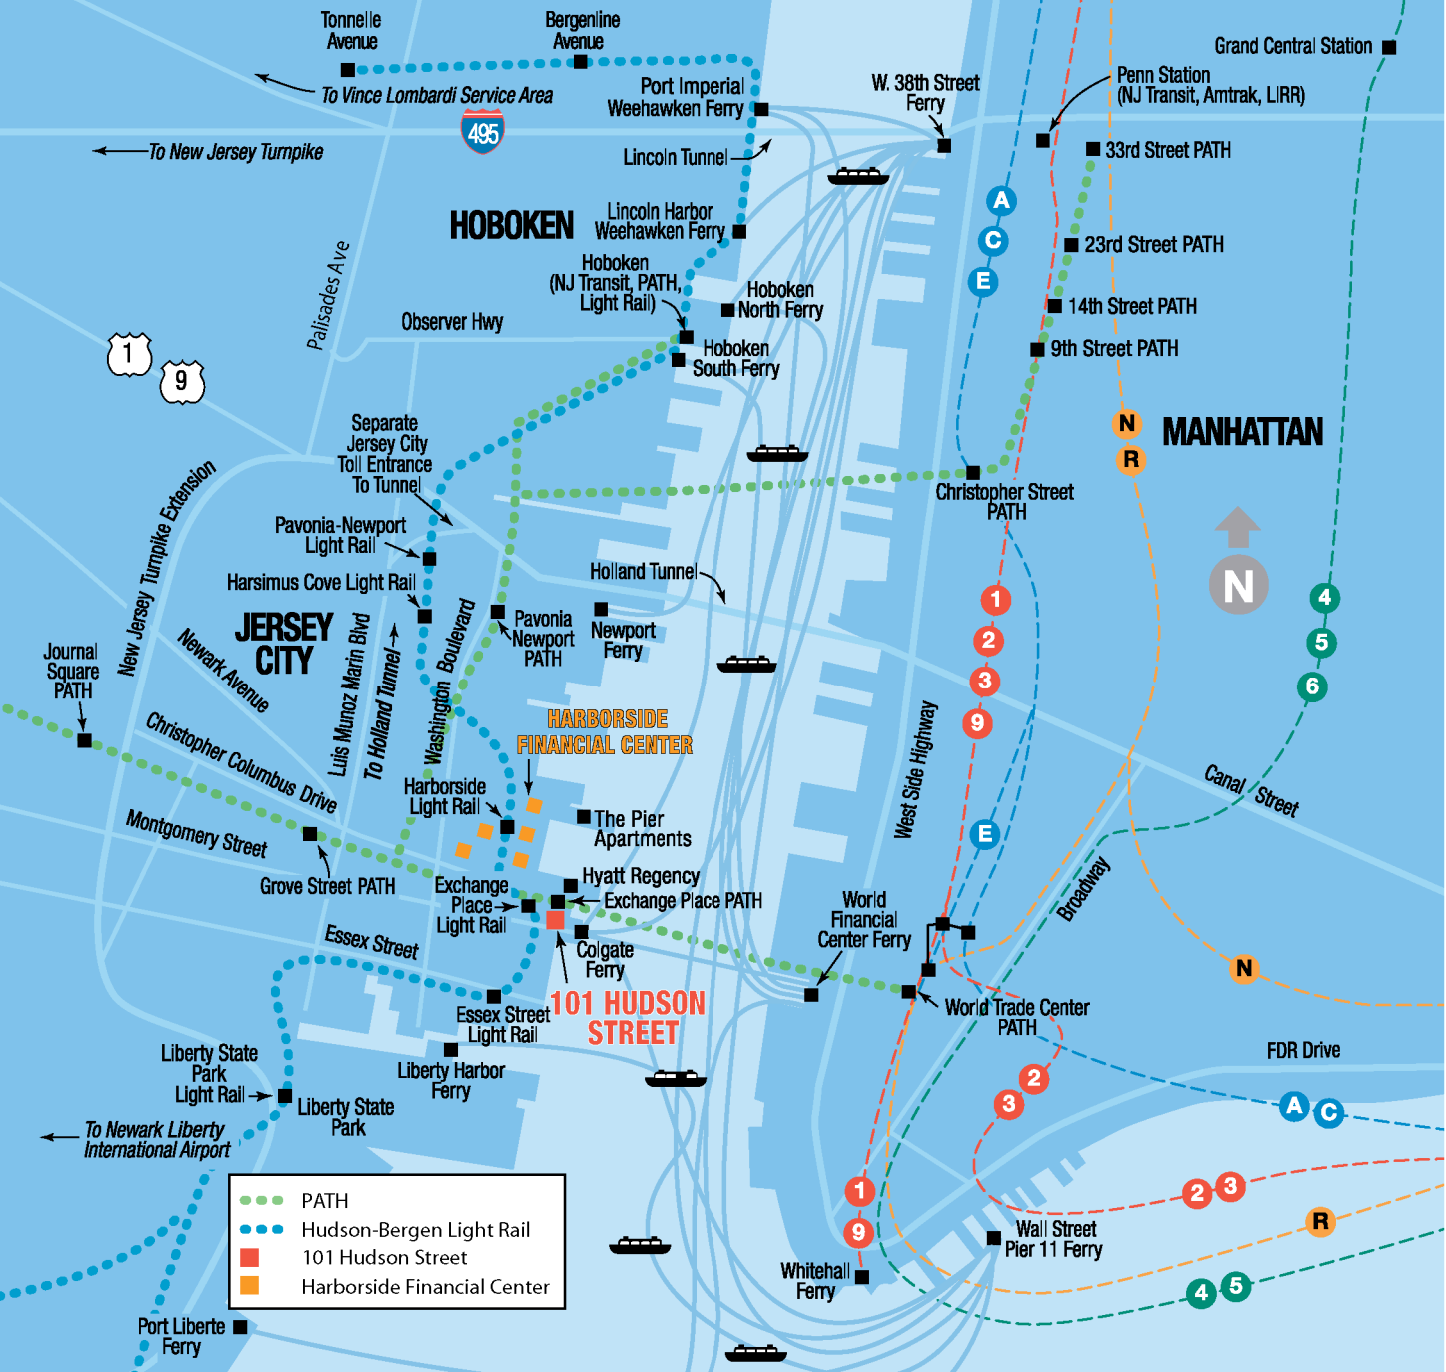 Tonnelle
Avenue
Bergenline
Avenue
To Vince Lombardi Service Area
495
To New Jersey Turnpike
Port Imperial
Weehawken Ferry
Lincoln Tunnel
W. 38th Street
Ferry
Grand Central Station
Penn Station
(NJ Transit, Amtrak, LIRR)
33rd Street PATH
A
C
E
HOBOKEN
Lincoln Harbor
Weehawken Ferry
23rd Street PATH
Hoboken
(NJ Transit, PATH,
Light Rail)
Hoboken
North Ferry
14th Street PATH
Palisades Ave
Observer Hwy
1
9
Hoboken
South Ferry
9th Street PATH
N
R
MANHATTAN
Separate
Jersey City
Toll Entrance
To Tunnel
Christopher Street
PATH
New Jersey Turnpike Extension
Pavonia-Newport
Light Rail
Harsimus Cove Light Rail
Holland Tunnel
N
1
2
3
9
4
5
6
JERSEY
CITY
Newark Avenue
Luis Munoz Marin Blvd
To Holland Tunnel
Washington Boulevard
Pavonia
Newport
PATH
Newport
Ferry
Journal
Square
PATH
HARBORSIDE
FINANCIAL CENTER
Christopher Columbus Drive
Harborside
Light Rail
West Side Highway
Canal Street
Montgomery Street
The Pier
Apartments
E
Grove Street PATH
Exchange
Place
Light Rail
Hyatt Regency
Exchange Place PATH
World
Financial
Center Ferry
Broadway
Essex Street
Colgate
Ferry
N
101 HUDSON
STREET
Essex Street
Light Rail
World Trade Center
PATH
Liberty State
Park
Light Rail
Liberty Harbor
Ferry
FDR Drive
2
3
A
C
Liberty State
Park
To Newark Liberty
International Airport
1
9
2
3
R
Wall Street
Pier 11 Ferry
Whitehall
Ferry
4
5
PATH
Hudson-Bergen Light Rail
101 Hudson Street
Harborside Financial Center
Port Liberte
Ferry